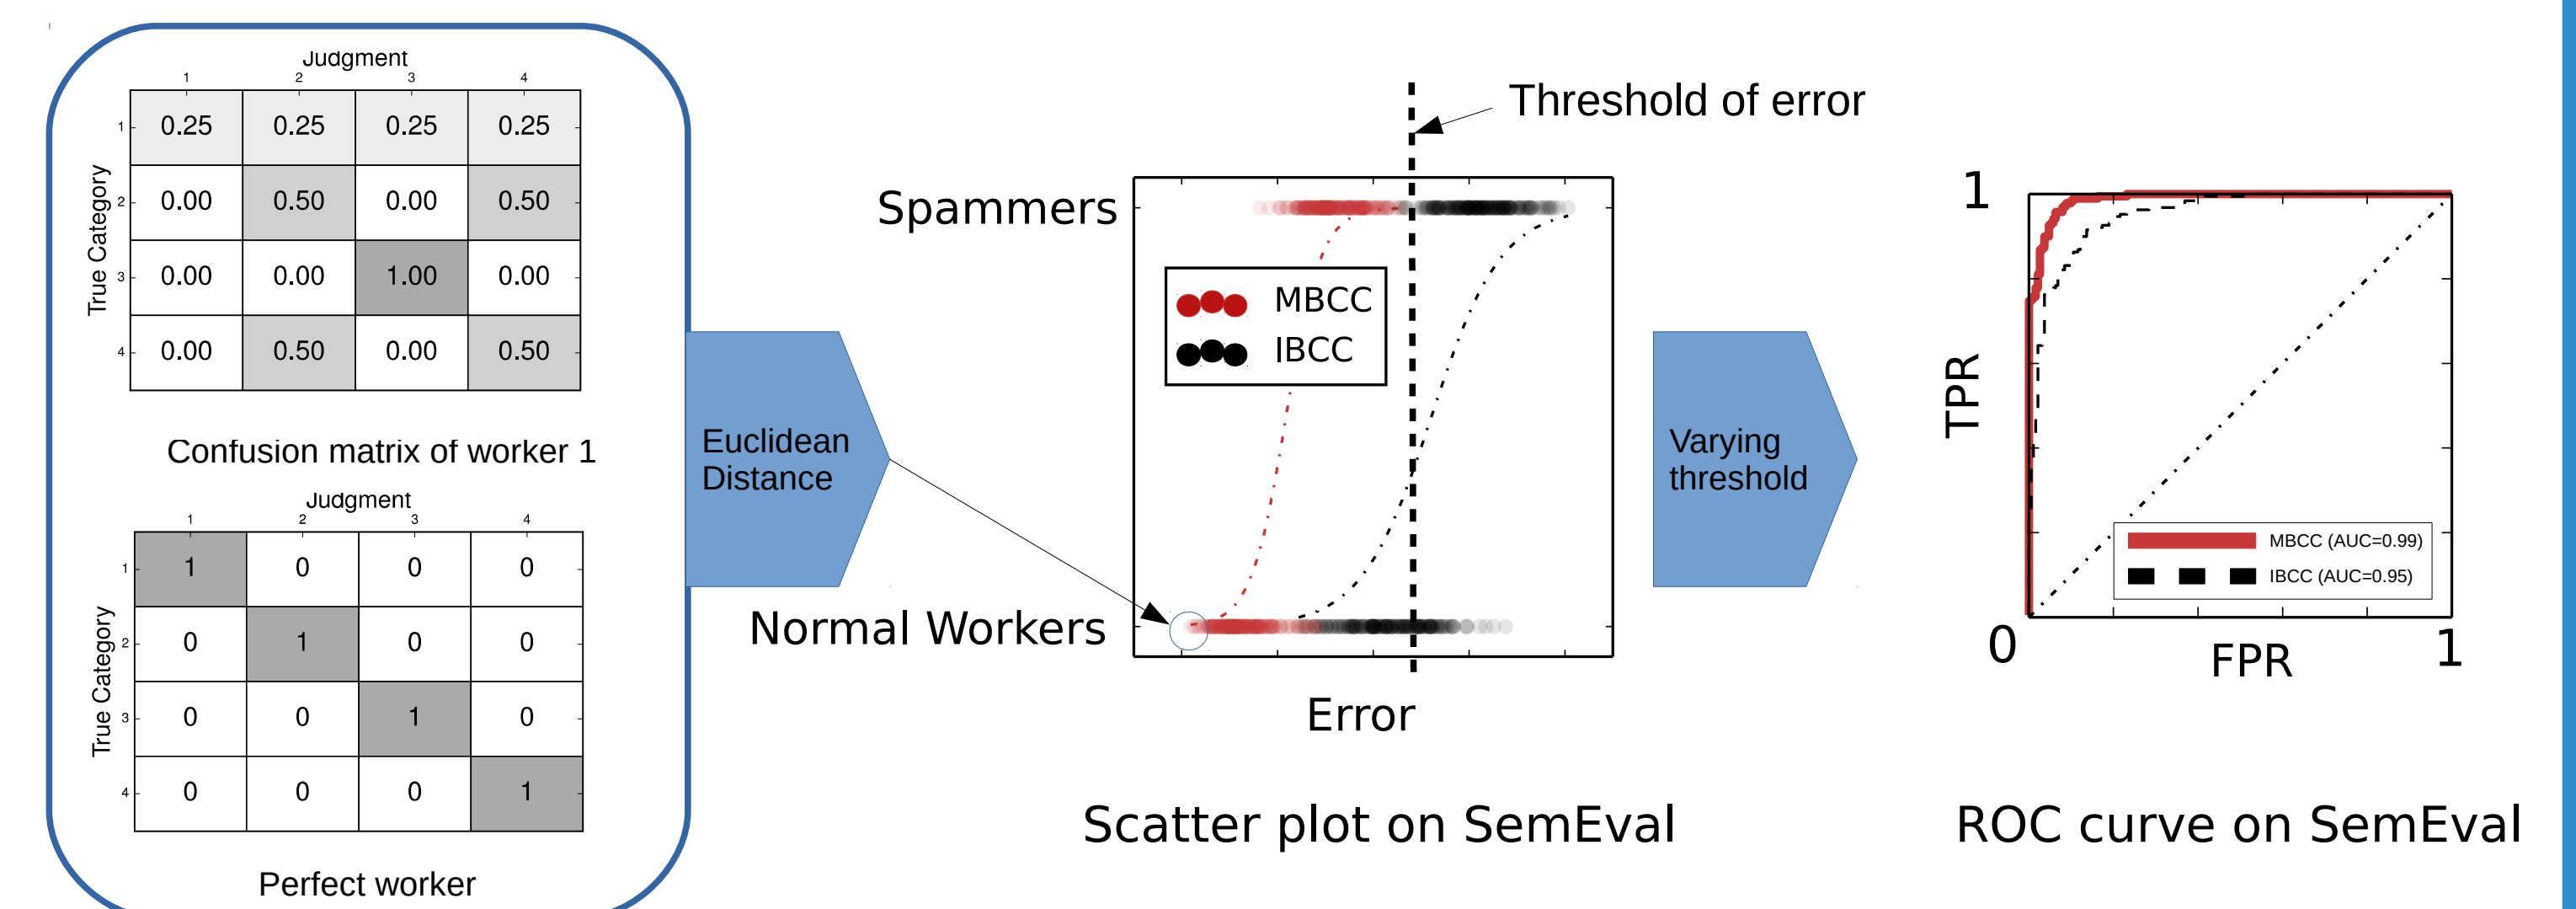 Judgment
1 2 3 4
True Category
1 0.25 0.25 0.25 0.25
2 0.00 0.50 0.00 0.50
3 0.00 0.00 1.00 0.00
4 0.00 0.50 0.00 0.50
Confusion matrix of worker 1
Judgment
1 2 3 4
True Category
1 1 0 0 0
2 0 1 0 0
3 0 0 1 0
4 0 0 0 1
Perfect worker
Euclidean
Distance
Threshold of error
Spammers
MBCC
IBCC
Normal Workers
Error
Scatter plot on SemEval
Varying
threshold
1
TPR
MBCC (AUC=0.99)
IBCC (AUC=0.95)
0
FPR
1
ROC curve on SemEval